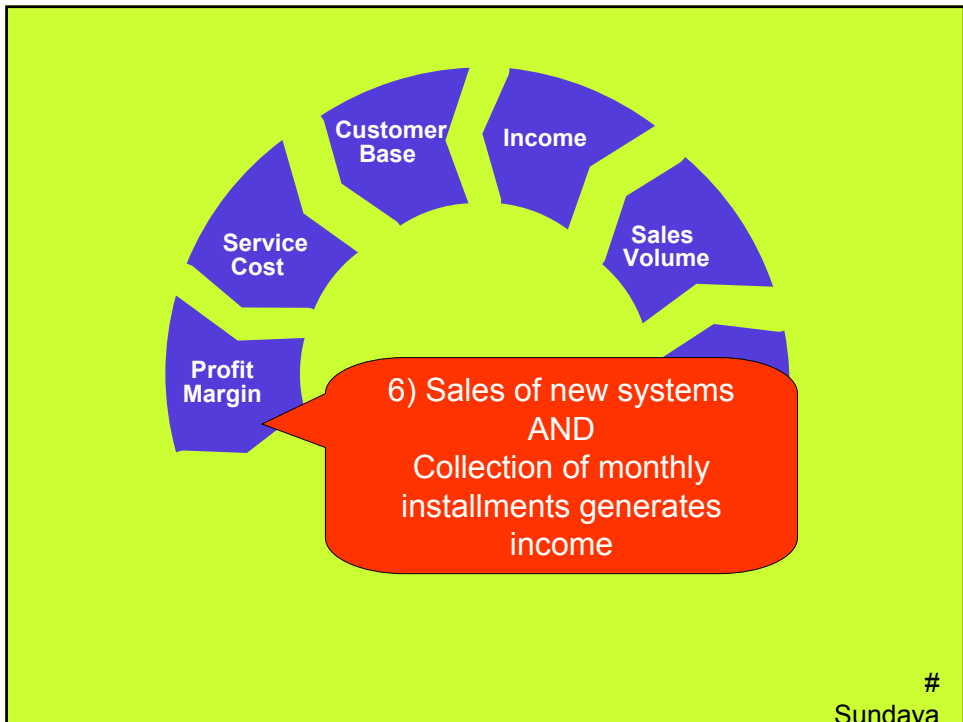 Customer
Base
Income
Service
Cost
Sales
Volume
Profit
Margin
6) Sales of new systems
AND
Collection of monthly
installments generates
income
#
Sundaya